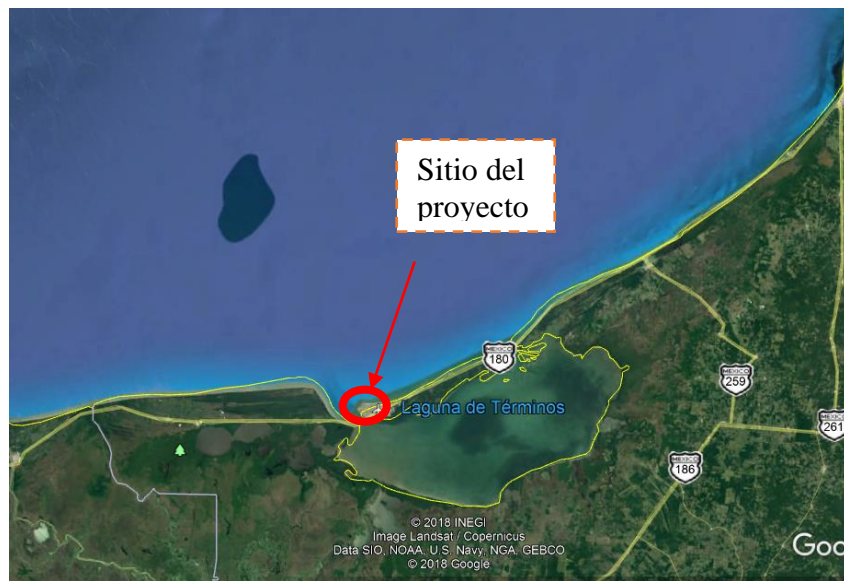 Sitio del
proyecto
MEXICO
180
Laguna de Términos
MEXICO
259
MEXICO
261
MEXICO
186
© 2018 INEGI
Image Landsat / Copernicus
Data SIO, NOAA, U.S. Navy, NGA, GEBCO
© 2018 Google
Goo